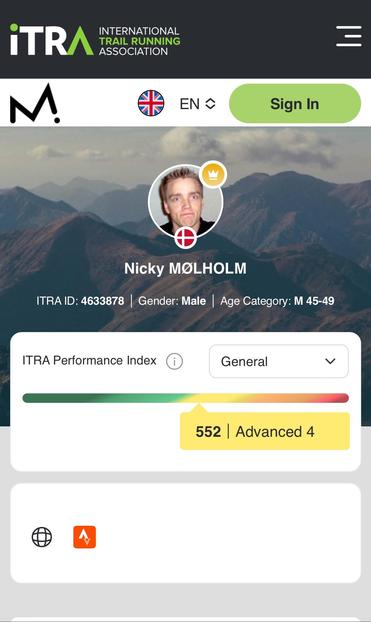 iTRA
INTERNATIONAL
TRAIL RUNNING
ASSOCIATION
M.
EN
Sign In
Nicky MØLHOLM
ITRA ID: 4633878 | Gender: Male | Age Category: M 45-49
ITRA Performance Index
General
552 | Advanced 4